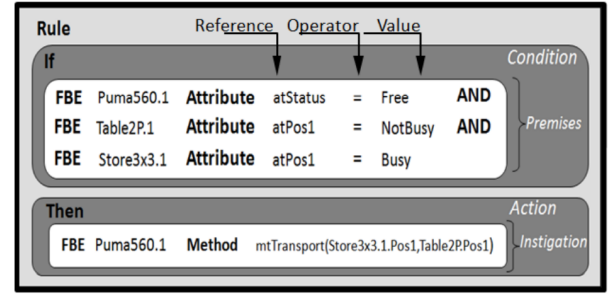 Rule Reference Operator Value
If Condition
FBE Puma560.1 Attribute atStatus = Free AND
FBE Table2P.1 Attribute atPos1 = NotBusy AND
Premises
FBE Store3x3.1 Attribute atPos1 = Busy
Then Action
FBE Puma560.1 Method mtTransport(Store3x3.1.Pos1,Table2P.Pos1)
Instigation